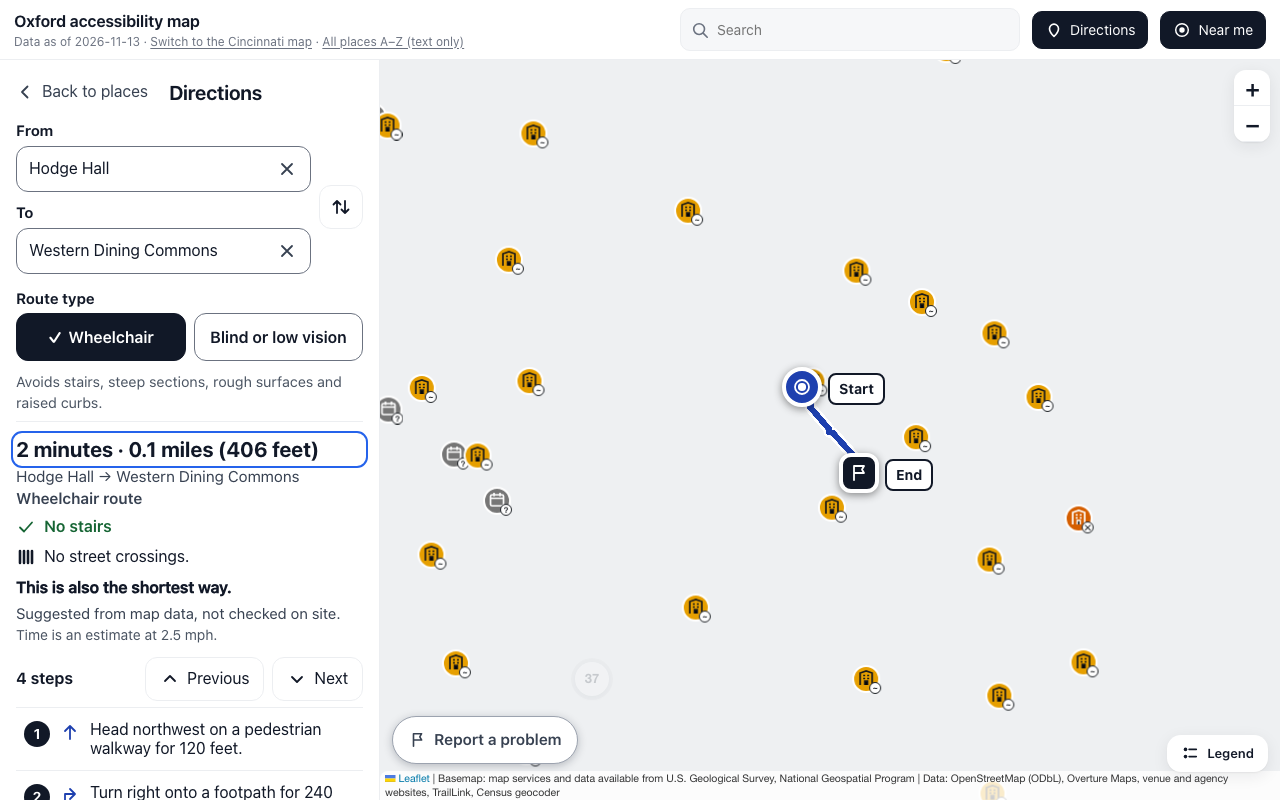 Oxford accessibility map
Data as of 2026-11-13 · Switch to the Cincinnati map · All places A–Z (text only)
Search
Directions
Near me
Back to places
Directions
From
Hodge Hall
To
Western Dining Commons
Route type
Wheelchair
Blind or low vision
Avoids stairs, steep sections, rough surfaces and
raised curbs.
2 minutes · 0.1 miles (406 feet)
Hodge Hall → Western Dining Commons
Wheelchair route
No stairs
No street crossings.
This is also the shortest way.
Suggested from map data, not checked on site.
Time is an estimate at 2.5 mph.
4 steps
Previous
Next
1
Head northwest on a pedestrian
walkway for 120 feet.
2
Turn right onto a footpath for 240
+
−
Start
End
37
Report a problem
Legend
Leaflet | Basemap: map services and data available from U.S. Geological Survey, National Geospatial Program | Data: OpenStreetMap (ODbL), Overture Maps, venue and agency
websites, TrailLink, Census geocoder